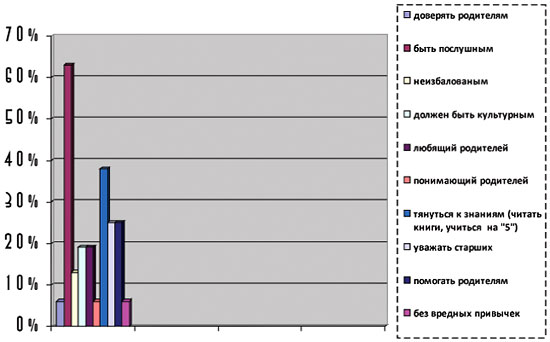 70%
60%
50%
40%
30%
20%
10%
0%
доверять родителям
быть послушным
неизбалованым
должен быть культурным
любящий родителей
понимающий родителей
тянуться к знаниям (читать
книги, учиться на "5")
уважать старших
помогать родителям
без вредных привычек